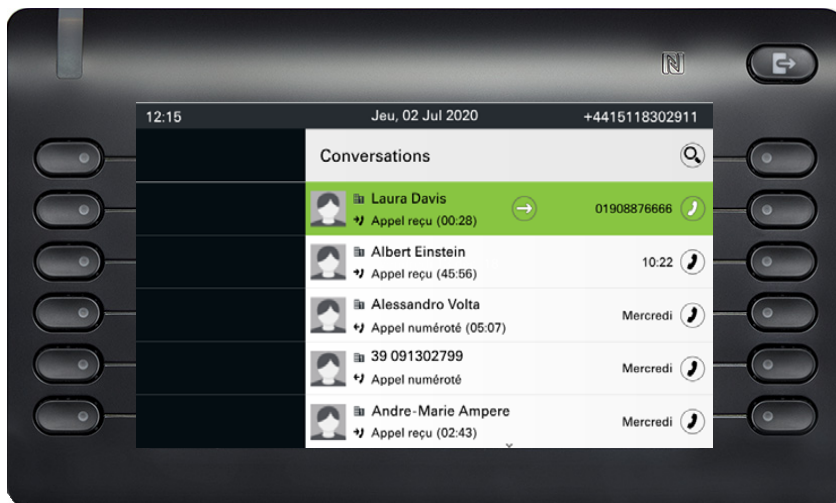 12:15 Jeu, 02 Jul 2020 +4415118302911
Conversations
Laura Davis
01908876666
Appel reçu (00:28)
Albert Einstein
10:22
Appel reçu (45:56)
Alessandro Volta
Mercredi
Appel numéroté (05:07)
39 091302799
Mercredi
Appel numéroté
Andre-Marie Ampere
Mercredi
Appel reçu (02:43)